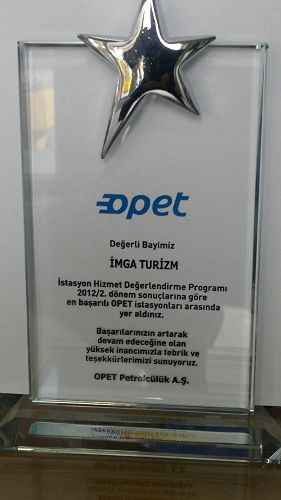 opet
Değerli Bayimiz
İMGA TURİZM
İstasyon Hizmet Değerlendirme Programı
2012/2. dönem sonuçlarına göre
en başarılı OPET istasyonları arasında
yer aldınız.
Başarılarınızın artarak
devam edeceğine olan
yüksek inancımızla tebrik ve
teşekkürlerimizi sunuyoruz.
OPET Petrolcülük A.Ş.